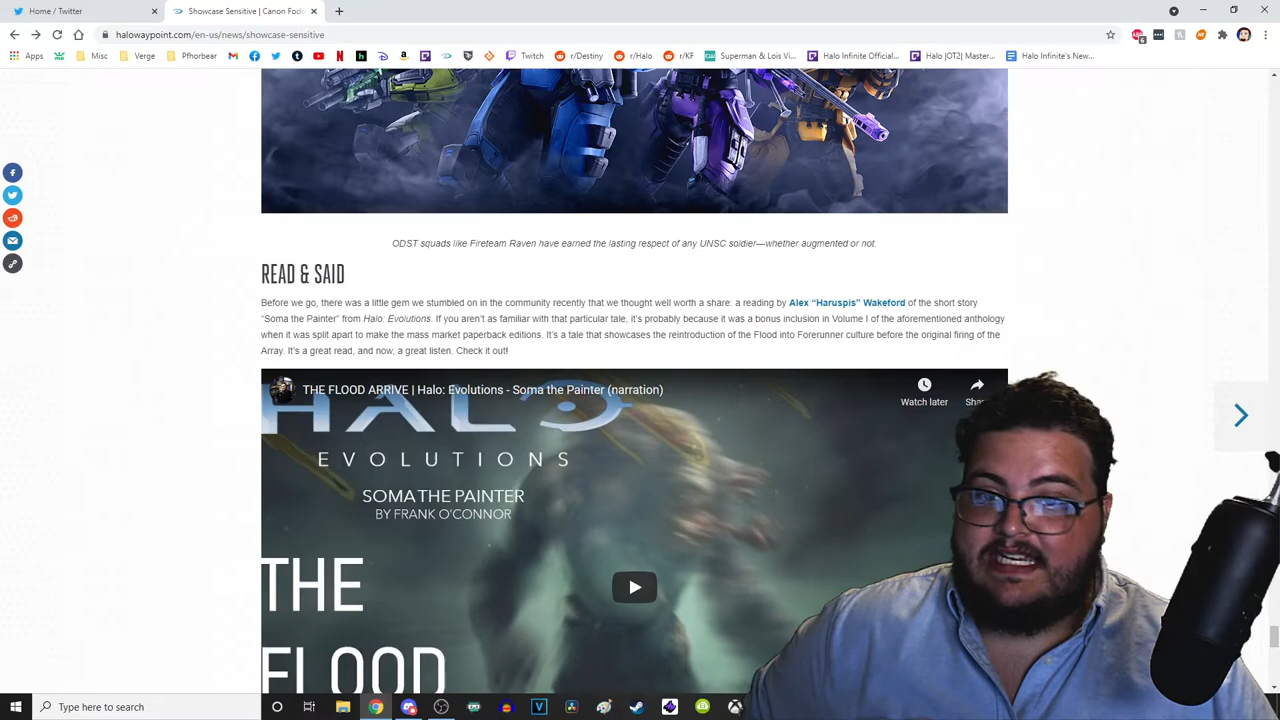 Home / Twitter
Showcase Sensitive | Canon Fodd
halowaypoint.com/en-us/news/showcase-sensitive
Apps
Misc
Verge
Pfhorbear
Twitch
r/Destiny
r/Halo
r/KF
Superman & Lois Vi...
Halo Infinite Official...
Halo |OT2| Master...
Halo Infinite's New...
ODST squads like Fireteam Raven have earned the lasting respect of any UNSC soldier—whether augmented or not.
READ & SAID
Before we go, there was a little gem we stumbled on in the community recently that we thought well worth a share: a reading by Alex “Haruspis” Wakeford of the short story
“Soma the Painter” from Halo: Evolutions. If you aren’t as familiar with that particular tale, it’s probably because it was a bonus inclusion in Volume I of the aforementioned anthology
when it was split apart to make the mass market paperback editions. It’s a tale that showcases the reintroduction of the Flood into Forerunner culture before the original firing of the
Array. It’s a great read, and now, a great listen. Check it out!
THE FLOOD ARRIVE | Halo: Evolutions - Soma the Painter (narration)
Watch later
Shar
HALO
EVOLUTIONS
SOMA THE PAINTER
BY FRANK O'CONNOR
THE
FLOOD
Type here to search